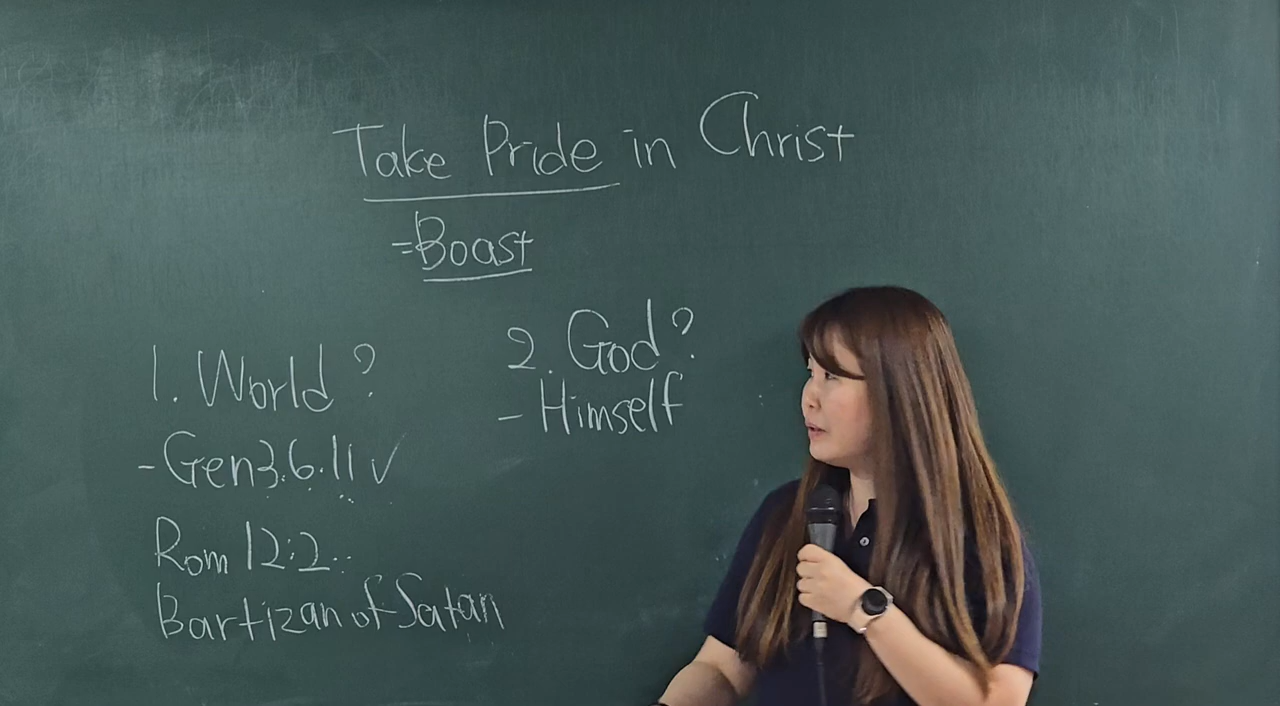 Take Pride in Christ
=Boast
1. World?
-Gen3.6.11 ✓
Rom 12:2..
Bartizan of Satan
2. God?
- Himself